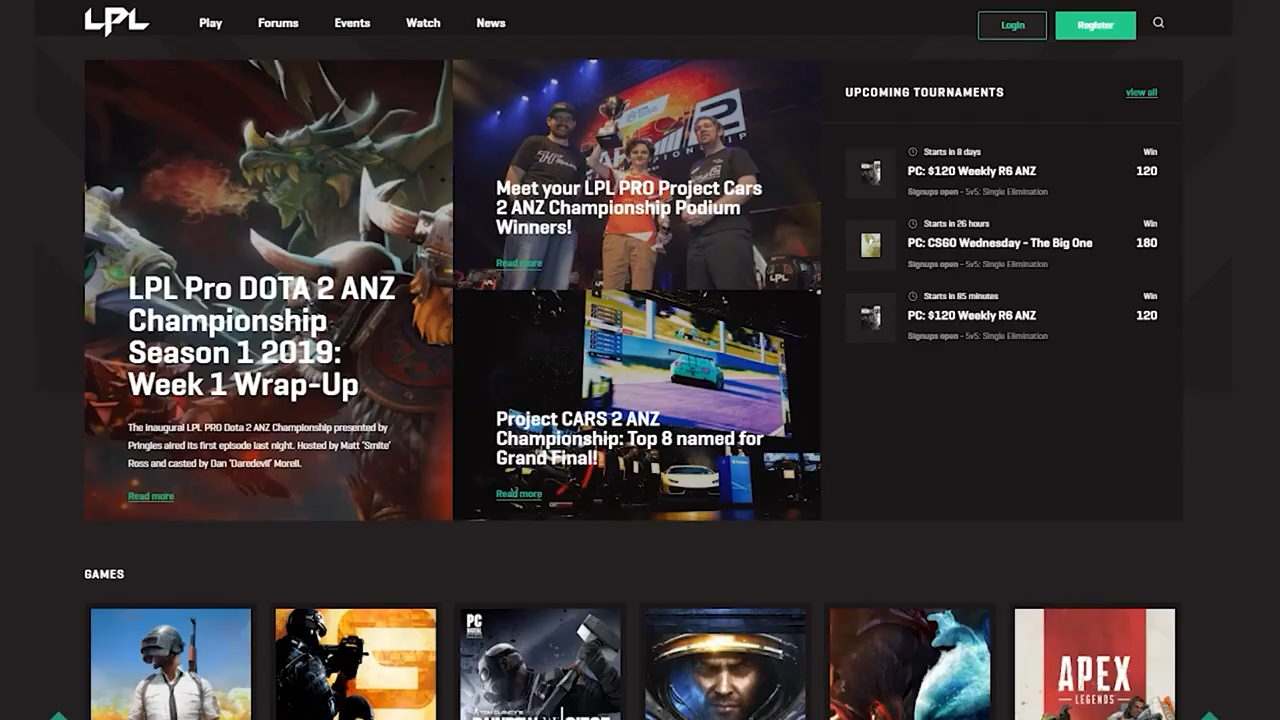 LPL
Play
Forums
Events
Watch
News
Login
Register
LPL Pro DOTA 2 ANZ
Championship
Season 1 2019:
Week 1 Wrap-Up
The inaugural LPL PRO Dota 2 ANZ Championship presented by
Pringles aired its first episode last night. Hosted by Matt 'Smite'
Ross and casted by Dan 'Daredevil' Morell.
Read more
2
Meet your LPL PRO Project Cars
2 ANZ Championship Podium
Winners!
Read more
LPL
Project CARS 2 ANZ
Championship: Top 8 named for
Grand Final!
Read more
UPCOMING TOURNAMENTS
view all
Starts in 8 days
Win
PC: $120 Weekly R6 ANZ
120
Signups open - 5v5: Single Elimination
Starts in 26 hours
Win
PC: CSGO Wednesday - The Big One
180
Signups open - 5v5: Single Elimination
Starts in 85 minutes
Win
PC: $120 Weekly R6 ANZ
120
Signups open - 5v5: Single Elimination
GAMES
PC
DIGITAL
TOM CLANCY'S
RAINBOW SIEGE
APEX
LEGENDS